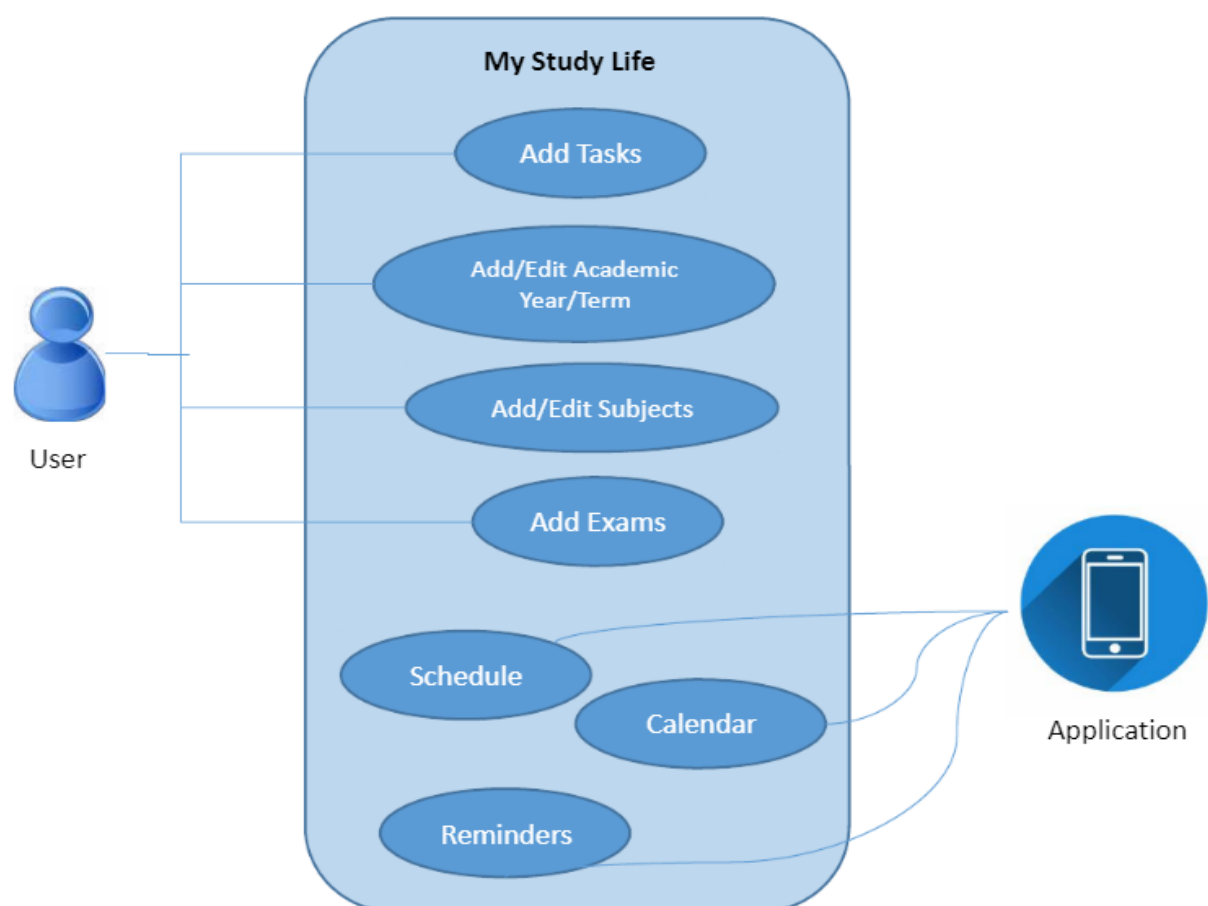 My Study Life
Add Tasks
Add/Edit Academic
Year/Term
Add/Edit Subjects
User
Add Exams
Schedule
Calendar
Application
Reminders